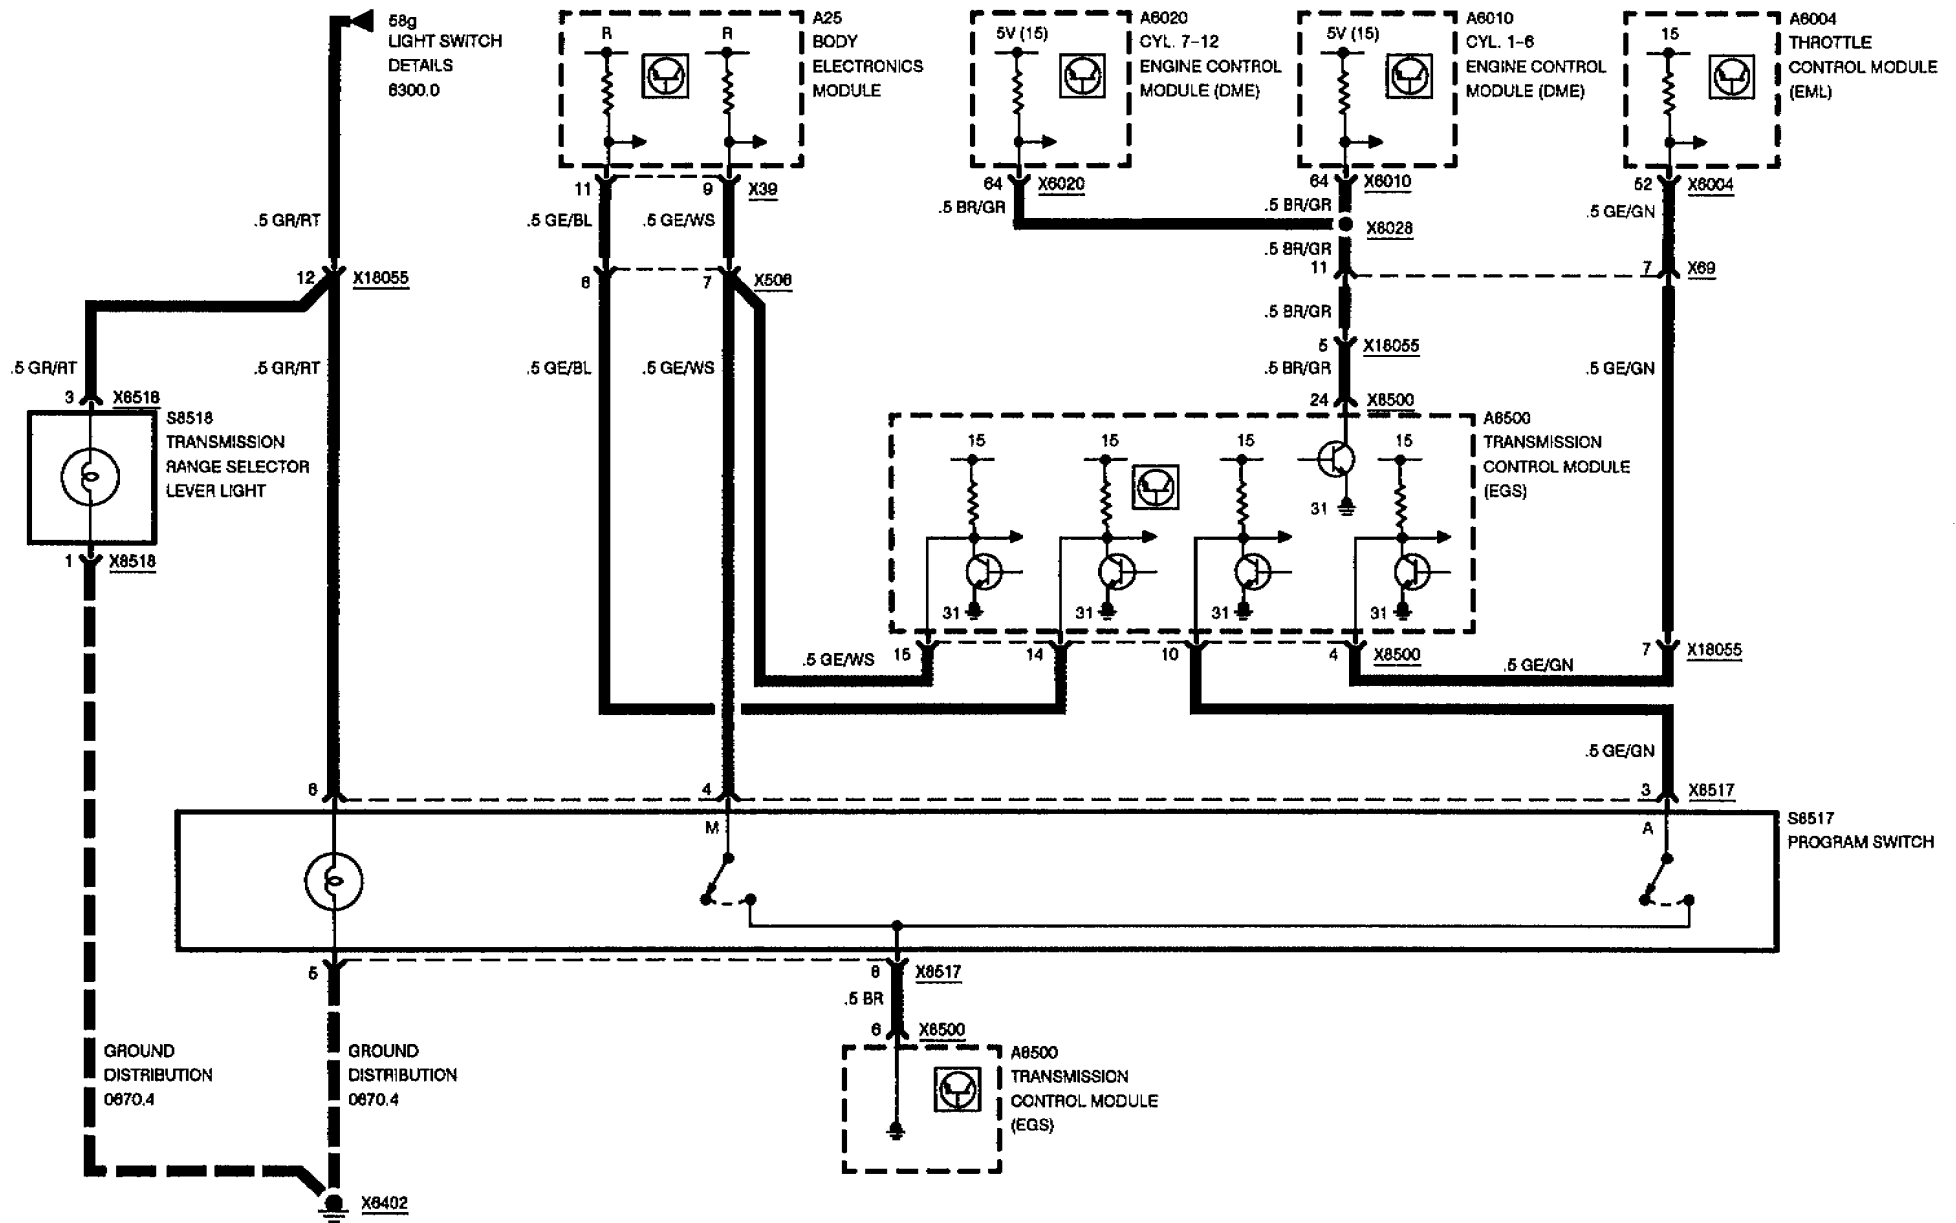 58g
LIGHT SWITCH
DETAILS
6300.0
R
R
A25
BODY
ELECTRONICS
MODULE
5V (15)
A6020
CYL. 7-12
ENGINE CONTROL
MODULE (DME)
5V (15)
A6010
CYL. 1-6
ENGINE CONTROL
MODULE (DME)
15
A6004
THROTTLE
CONTROL MODULE
(EML)
11
9
X39
64
X6020
64
X6010
52
X6004
.5 GR/RT
.5 GE/BL
.5 GE/WS
.5 BR/GR
.5 BR/GR
.5 GE/GN
X6028
.5 BR/GR
12
X18055
6
7
X506
11
7
X69
.5 BR/GR
5
X18055
.5 GR/RT
.5 GR/RT
.5 GE/BL
.5 GE/WS
.5 BR/GR
.5 GE/GN
3
X8518
24
X8500
S8518
TRANSMISSION
RANGE SELECTOR
LEVER LIGHT
15
15
15
15
31
A8500
TRANSMISSION
CONTROL MODULE
(EGS)
1
X8518
31
31
31
31
15
14
10
4
X8500
7
X18055
.5 GE/WS
.5 GE/GN
.5 GE/GN
6
4
3
X8517
M
A
S8517
PROGRAM SWITCH
5
8
X8517
.5 BR
6
X8500
GROUND
DISTRIBUTION
0670.4
GROUND
DISTRIBUTION
0670.4
A8500
TRANSMISSION
CONTROL MODULE
(EGS)
X6402